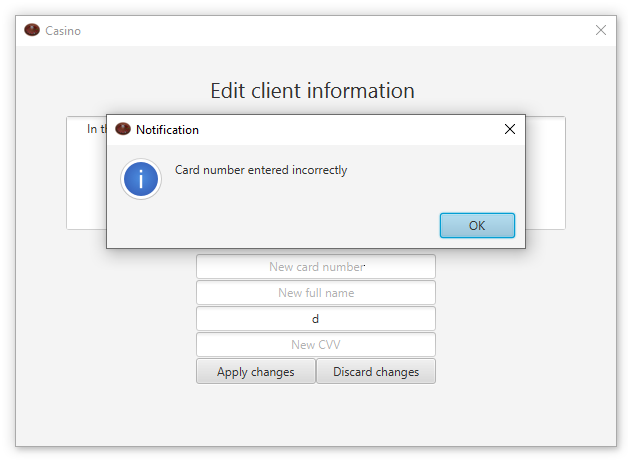 Casino
Edit client information
In
Notification
Card number entered incorrectly
OK
New card number
New full name
d
New CVV
Apply changes
Discard changes